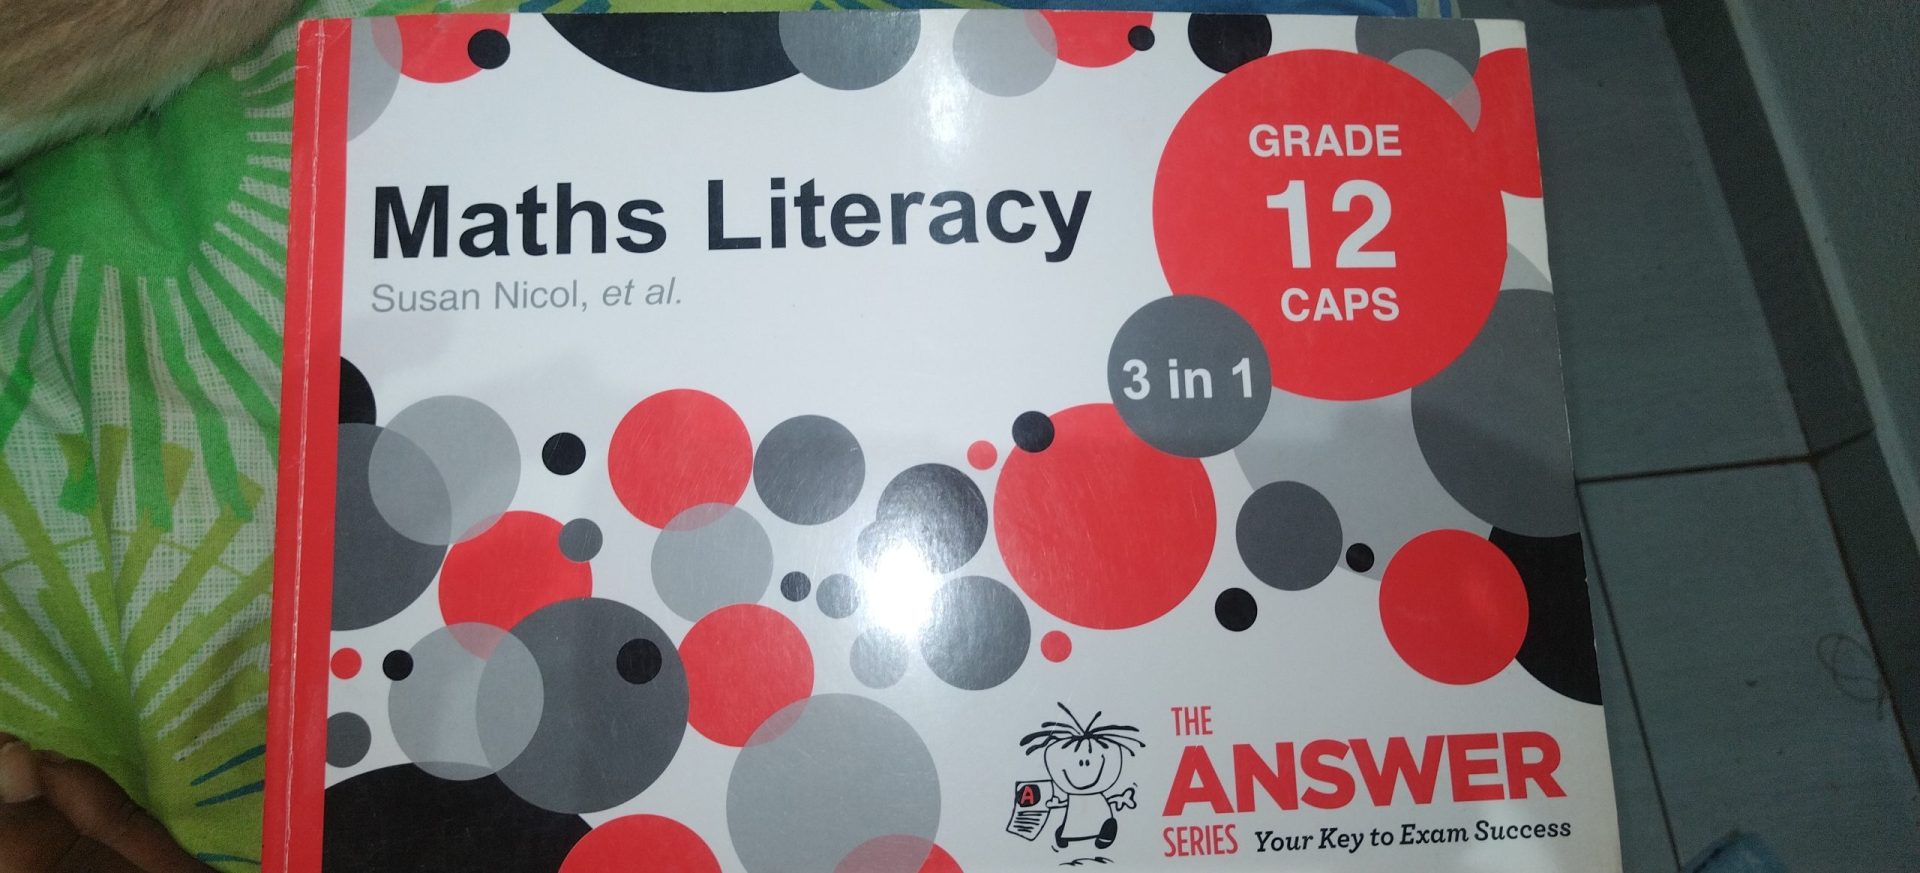 Maths Literacy
Susan Nicol, et al.
GRADE
12
CAPS
3 in 1
A
THE
ANSWER
SERIES Your Key to Exam Success